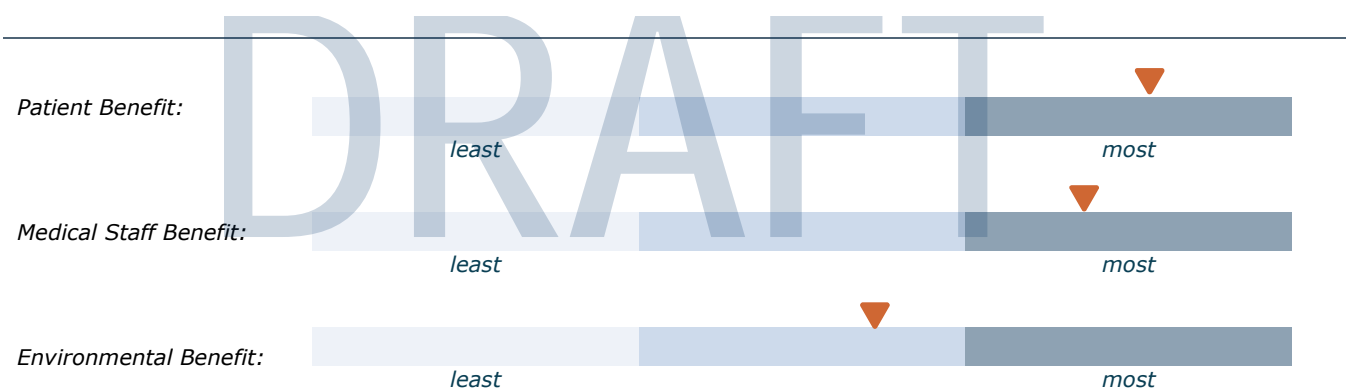 DRAFT
Patient Benefit:
least most
Medical Staff Benefit:
least most
Environmental Benefit:
least most